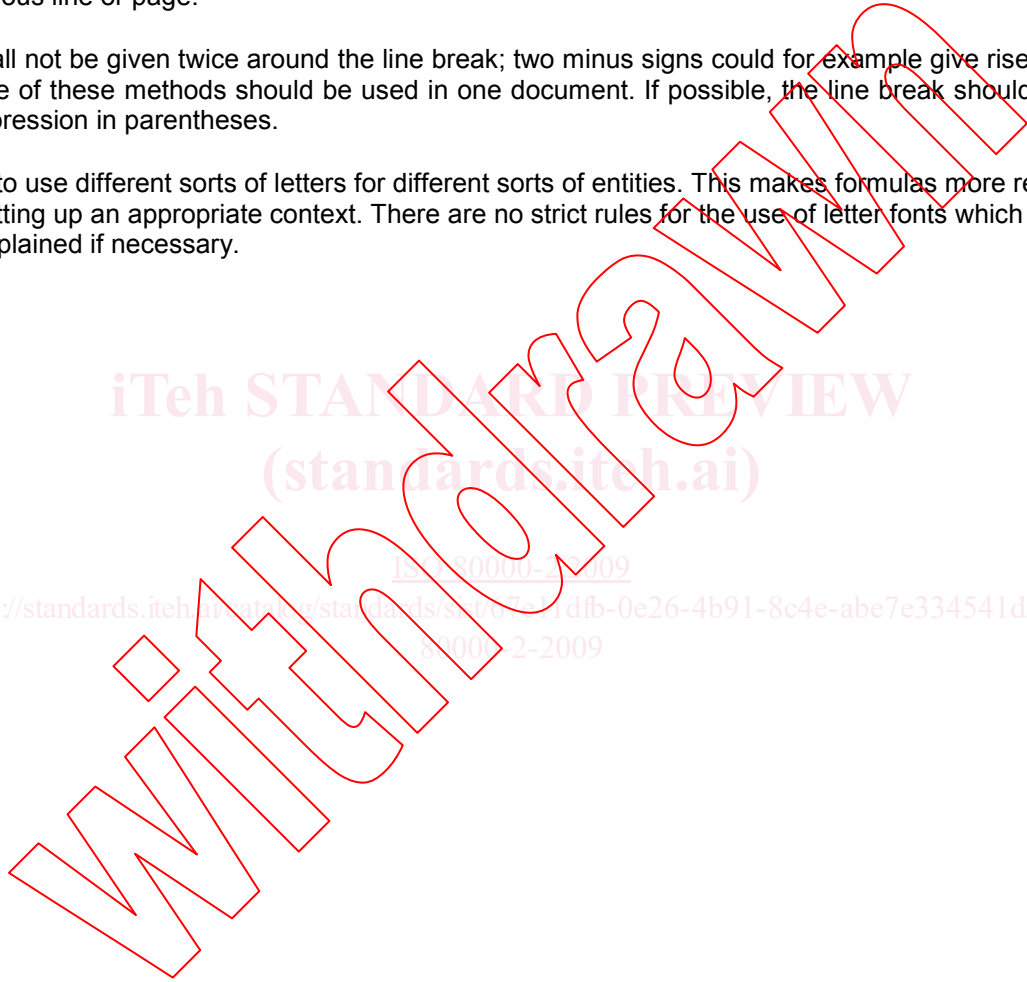 ous line or page.
all not be given twice around the line break; two minus signs could for example give rise
e of these methods should be used in one document. If possible, the line break should
pression in parentheses.
to use different sorts of letters for different sorts of entities. This makes formulas more re
tting up an appropriate context. There are no strict rules for the use of letter fonts which
plained if necessary.
iTeh STANDARD PREVIEW
(standards.iteh.ai)
ISO 80000-2:2009
://standards.iteh.ai/catalog/standards/sist/67e11dfb-0e26-4b91-8c4e-abe7e334541d
80000-2-2009
withdrawn